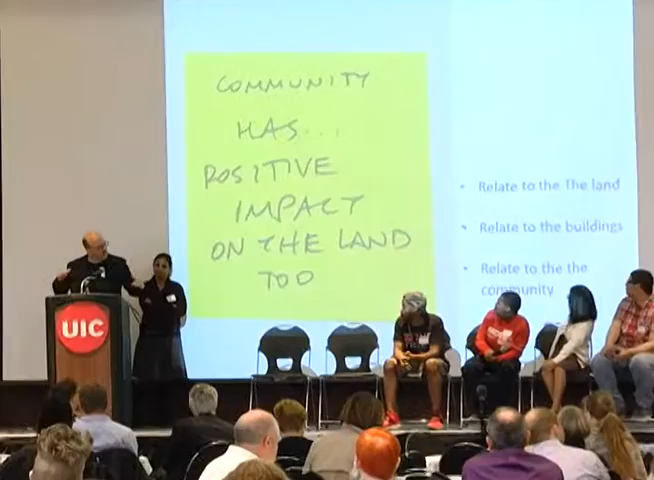 COMMUNITY
HAS...
POSITIVE
IMPACT
ON THE LAND
TOO
• Relate to the The land
• Relate to the buildings
• Relate to the the
community
UIC